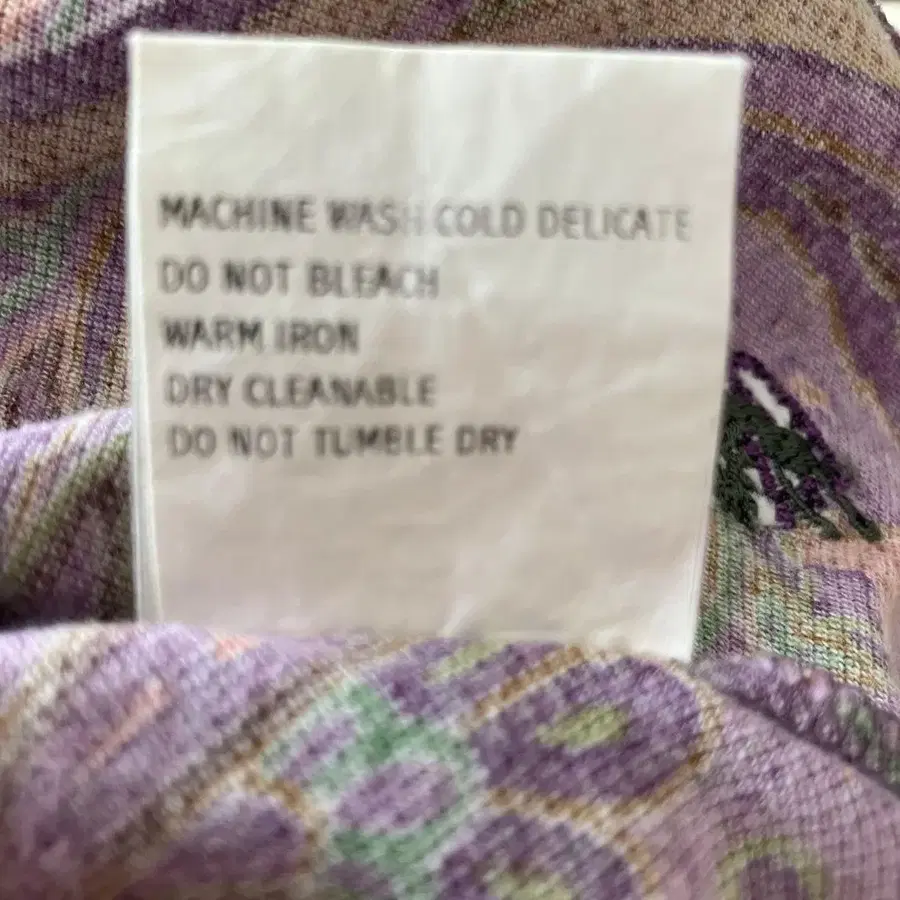 MACHINE WASH COLD DELICATE
DO NOT BLEACH
WARM IRON
DRY CLEANABLE
DO NOT TUMBLE DRY